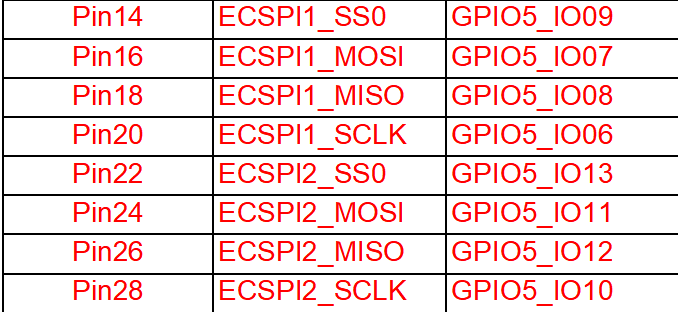 Pin14 ECSPI1_SS0 GPIO5_IO09
Pin16 ECSPI1_MOSI GPIO5_IO07
Pin18 ECSPI1_MISO GPIO5_IO08
Pin20 ECSPI1_SCLK GPIO5_IO06
Pin22 ECSPI2_SS0 GPIO5_IO13
Pin24 ECSPI2_MOSI GPIO5_IO11
Pin26 ECSPI2_MISO GPIO5_IO12
Pin28 ECSPI2_SCLK GPIO5_IO10